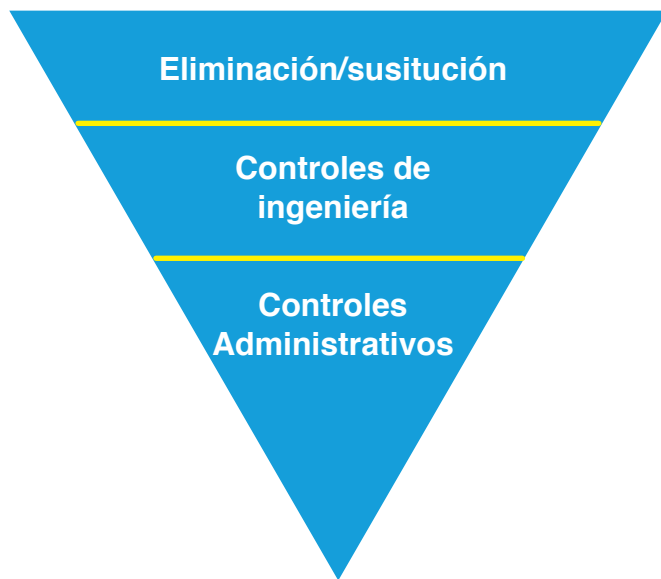 Eliminación/susitución
Controles de
ingeniería
Controles
Administrativos